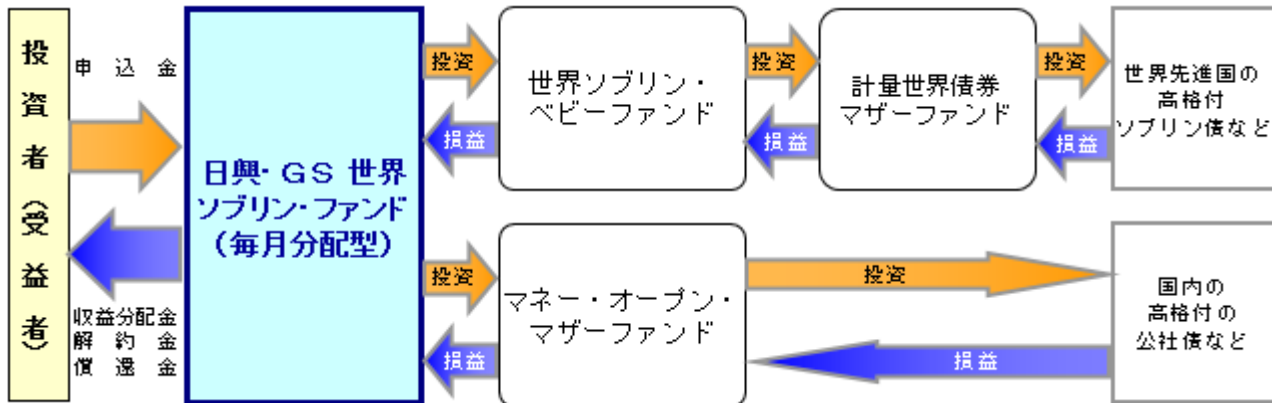 投資者（受益者）
申込金
収益分配金
解約金
償還金
日興・ＧＳ 世界
ソブリン・ファンド
（毎月分配型）
投資
損益
世界ソブリン・
ベビーファンド
投資
損益
計量世界債券
マザーファンド
投資
損益
世界先進国の
高格付
ソブリン債など
投資
損益
マネー・オープン・
マザーファンド
投資
損益
国内の
高格付の
公社債など